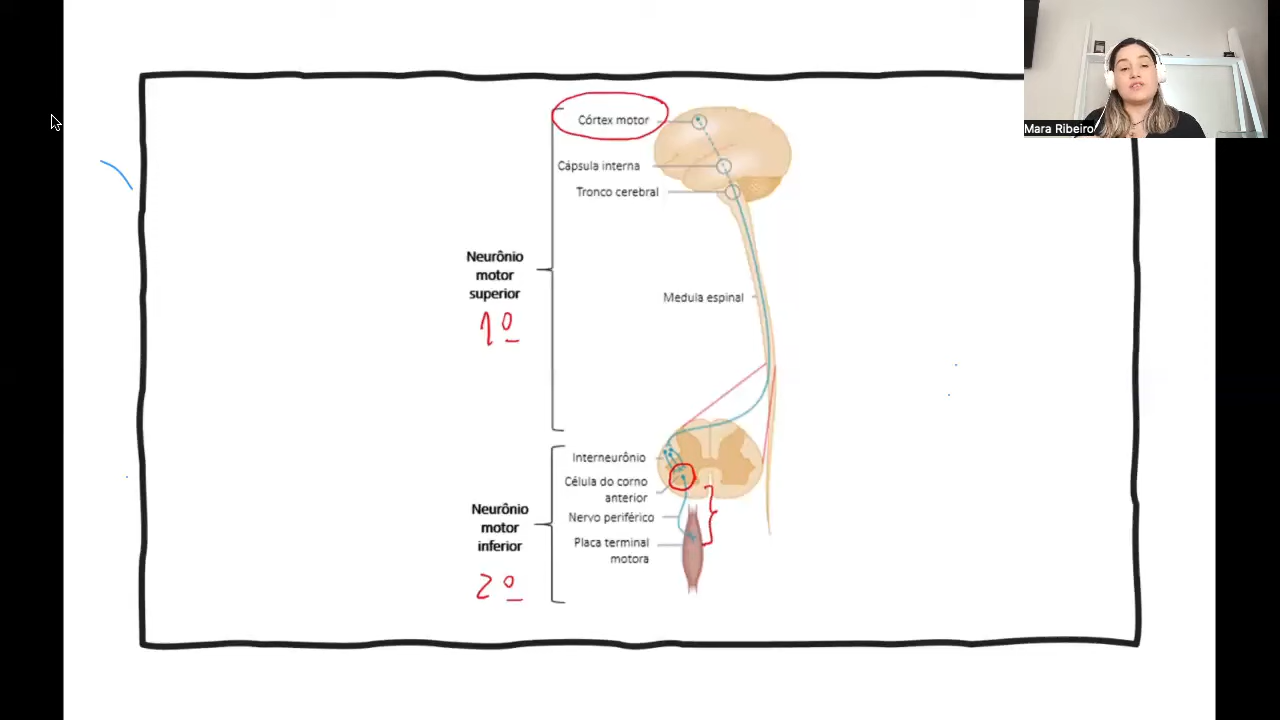 Mara Ribeiro
Córtex motor
Cápsula interna
Tronco cerebral
Neurônio
motor
superior
1º
Medula espinal
Interneurônio
Célula do corno
anterior
Nervo periférico
Placa terminal
motora
Neurônio
motor
inferior
2º